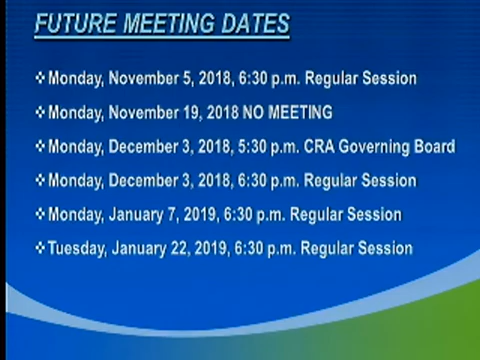 FUTURE MEETING DATES
❖Monday, November 5, 2018, 6:30 p.m. Regular Session
❖Monday, November 19, 2018 NO MEETING
❖Monday, December 3, 2018, 5:30 p.m. CRA Governing Board
❖Monday, December 3, 2018, 6:30 p.m. Regular Session
❖Monday, January 7, 2019, 6:30 p.m. Regular Session
❖Tuesday, January 22, 2019, 6:30 p.m. Regular Session